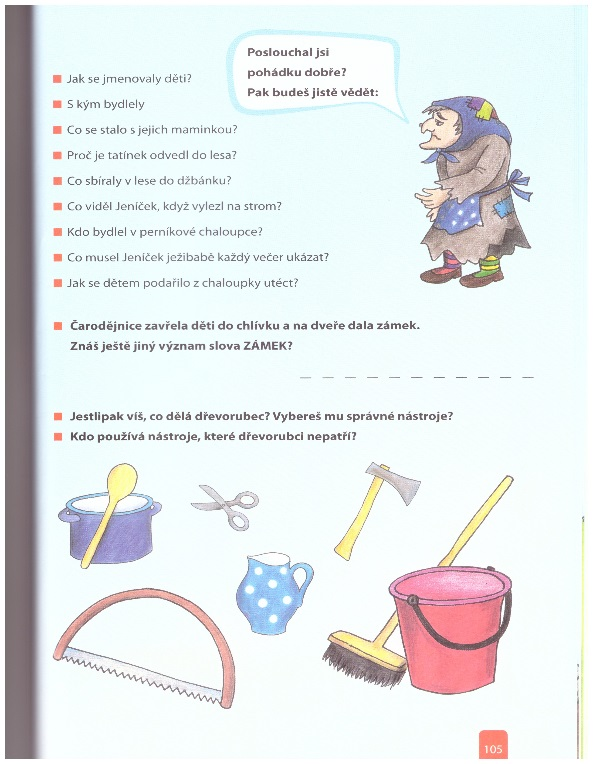 Poslouchal jsi
pohádku dobře?
Pak budeš jistě vědět:
Jak se jmenovaly děti?
S kým bydlely
Co se stalo s jejich maminkou?
Proč je tatínek odvedl do lesa?
Co sbíraly v lese do džbánku?
Co viděl Jeníček, když vylezl na strom?
Kdo bydlel v perníkové chaloupce?
Co musel Jeníček ježibabě každý večer ukázat?
Jak se dětem podařilo z chaloupky utéct?
Čarodějnice zavřela děti do chlívku a na dveře dala zámek.
Znáš ještě jiný význam slova ZÁMEK?
Jestlipak víš, co dělá dřevorubec? Vybereš mu správné nástroje?
Kdo používá nástroje, které dřevorubci nepatří?
105